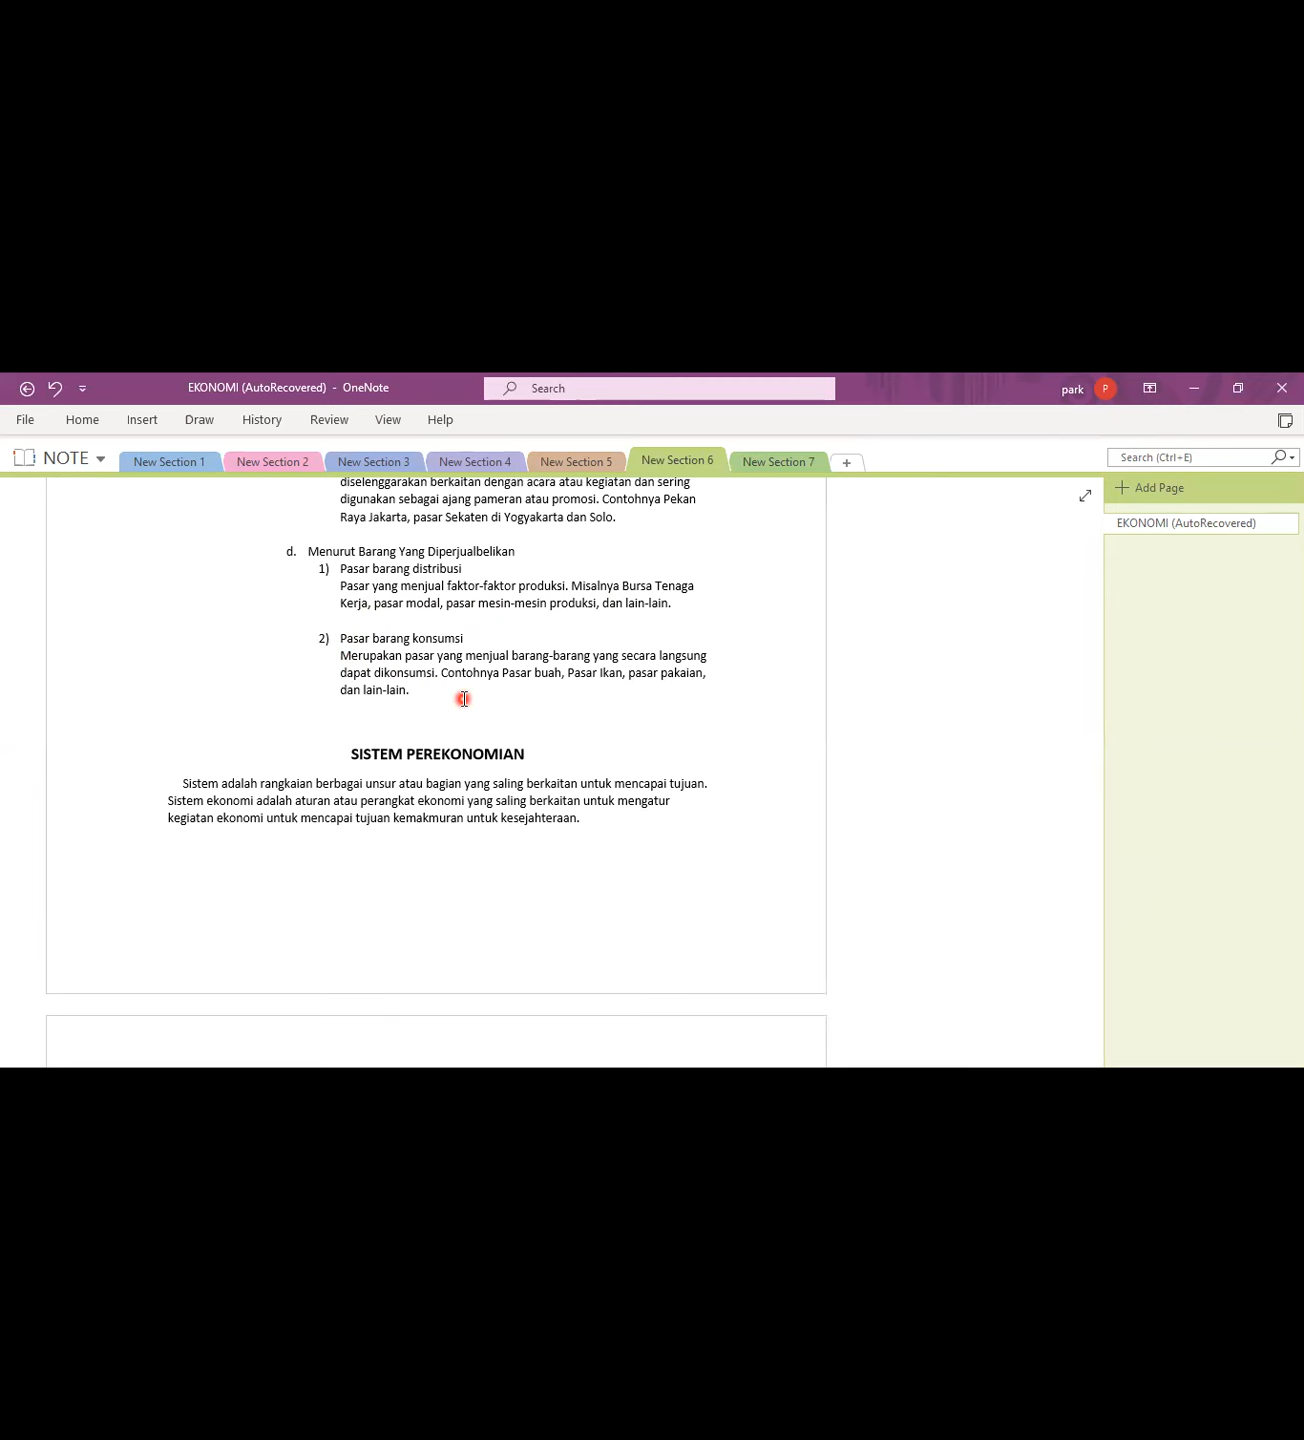 EKONOMI (AutoRecovered) - OneNote
Search
park
P
File Home Insert Draw History Review View Help
NOTE
New Section 1 New Section 2 New Section 3 New Section 4 New Section 5 New Section 6 New Section 7
Search (Ctrl+E)
Add Page
EKONOMI (AutoRecovered)
diselenggarakan berkaitan dengan acara atau kegiatan dan sering
digunakan sebagai ajang pameran atau promosi. Contohnya Pekan
Raya Jakarta, pasar Sekaten di Yogyakarta dan Solo.
d. Menurut Barang Yang Diperjualbelikan
1) Pasar barang distribusi
Pasar yang menjual faktor-faktor produksi. Misalnya Bursa Tenaga
Kerja, pasar modal, pasar mesin-mesin produksi, dan lain-lain.
2) Pasar barang konsumsi
Merupakan pasar yang menjual barang-barang yang secara langsung
dapat dikonsumsi. Contohnya Pasar buah, Pasar Ikan, pasar pakaian,
dan lain-lain.
SISTEM PEREKONOMIAN
Sistem adalah rangkaian berbagai unsur atau bagian yang saling berkaitan untuk mencapai tujuan.
Sistem ekonomi adalah aturan atau perangkat ekonomi yang saling berkaitan untuk mengatur
kegiatan ekonomi untuk mencapai tujuan kemakmuran untuk kesejahteraan.